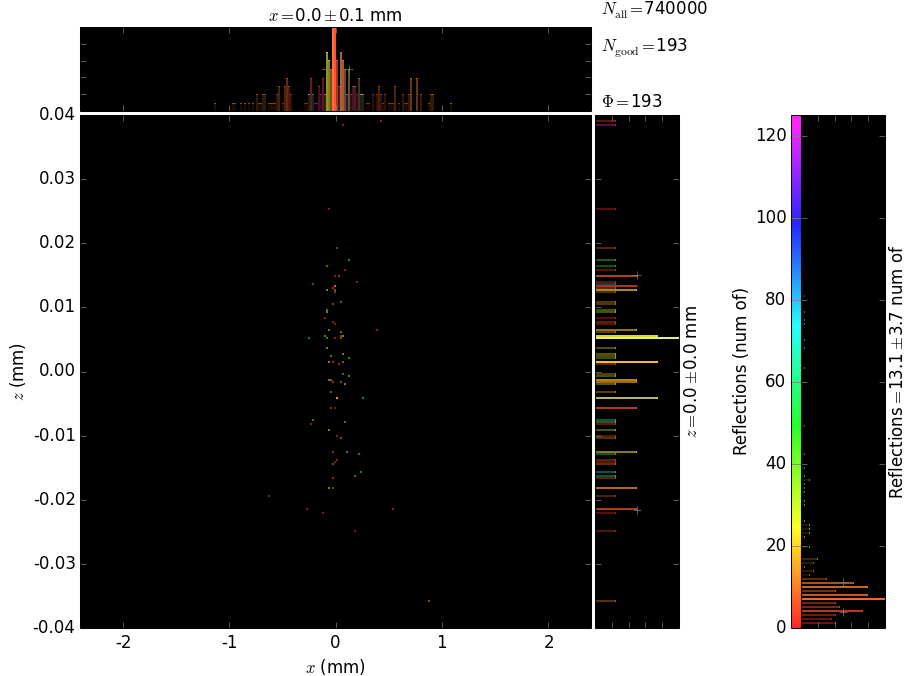 x = 0.0 ± 0.1 mm
N_all = 740000
N_good = 193
Φ = 193
0.04
0.03
0.02
0.01
0.00
-0.01
-0.02
-0.03
-0.04
z (mm)
-2
-1
0
1
2
x (mm)
z = 0.0 ± 0.0 mm
Reflections (num of)
120
100
80
60
40
20
0
Reflections = 13.1 ± 3.7 num of